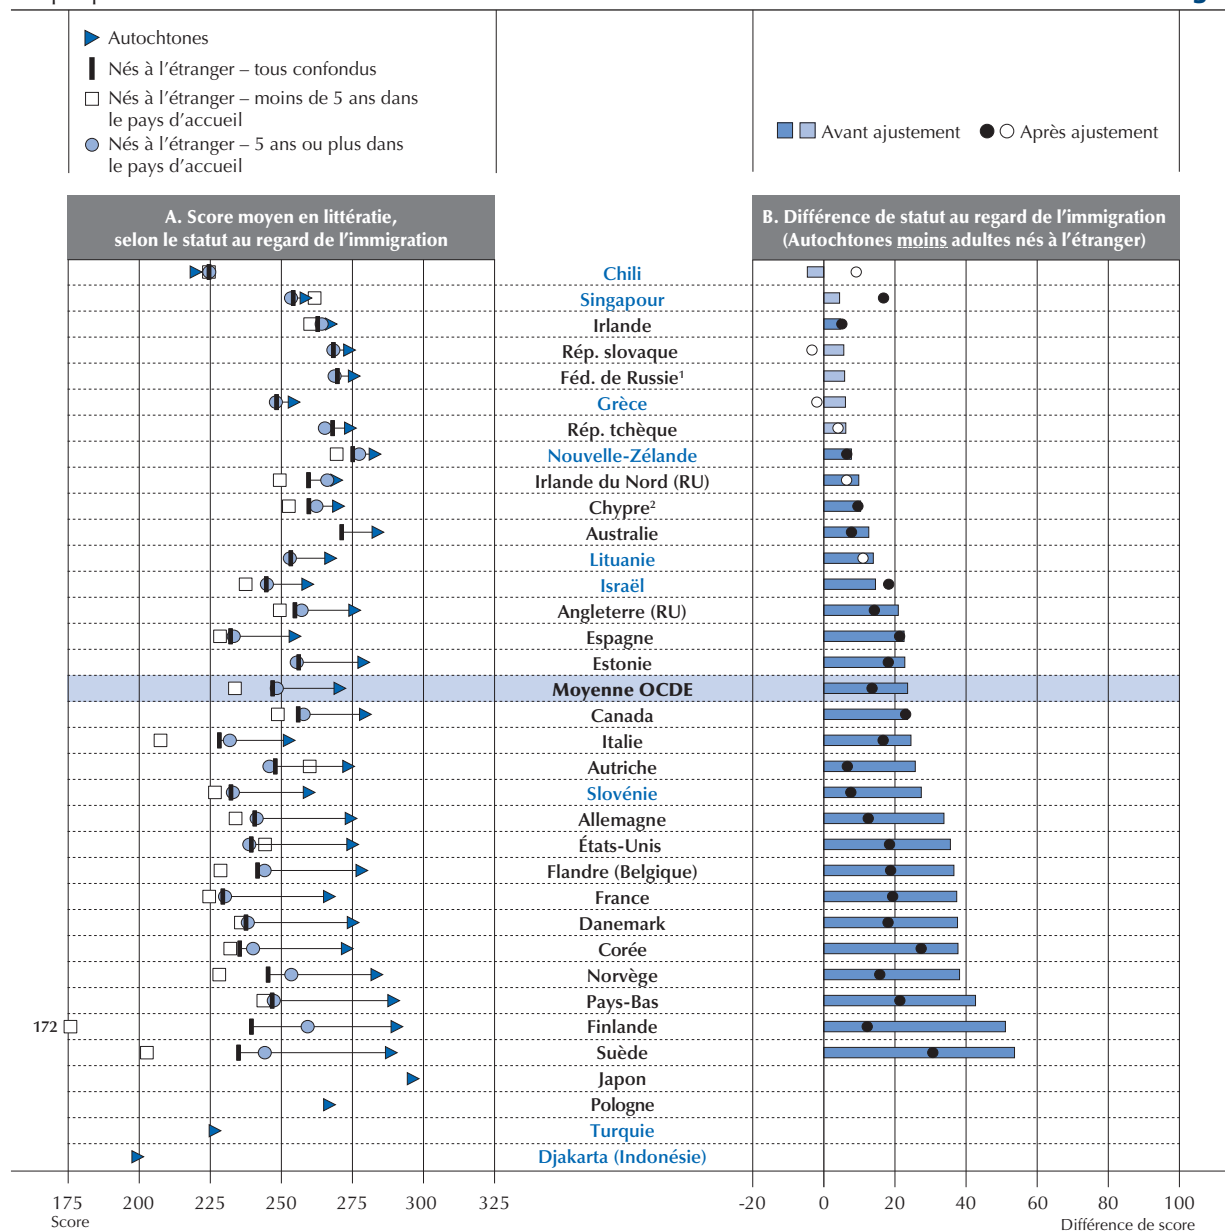 Autochtones
Nés à l'étranger – tous confondus
Nés à l'étranger – moins de 5 ans dans
le pays d'accueil
Nés à l'étranger – 5 ans ou plus dans
le pays d'accueil
Avant ajustement
Après ajustement
A. Score moyen en littératie,
selon le statut au regard de l'immigration
B. Différence de statut au regard de l'immigration
(Autochtones moins adultes nés à l'étranger)
Chili
Singapour
Irlande
Rép. slovaque
Féd. de Russie¹
Grèce
Rép. tchèque
Nouvelle-Zélande
Irlande du Nord (RU)
Chypre²
Australie
Lituanie
Israël
Angleterre (RU)
Espagne
Estonie
Moyenne OCDE
Canada
Italie
Autriche
Slovénie
Allemagne
États-Unis
Flandre (Belgique)
France
Danemark
Corée
Norvège
Pays-Bas
172
Finlande
Suède
Japon
Pologne
Turquie
Djakarta (Indonésie)
175 200 225 250 275 300 325
Score
-20 0 20 40 60 80 100
Différence de score